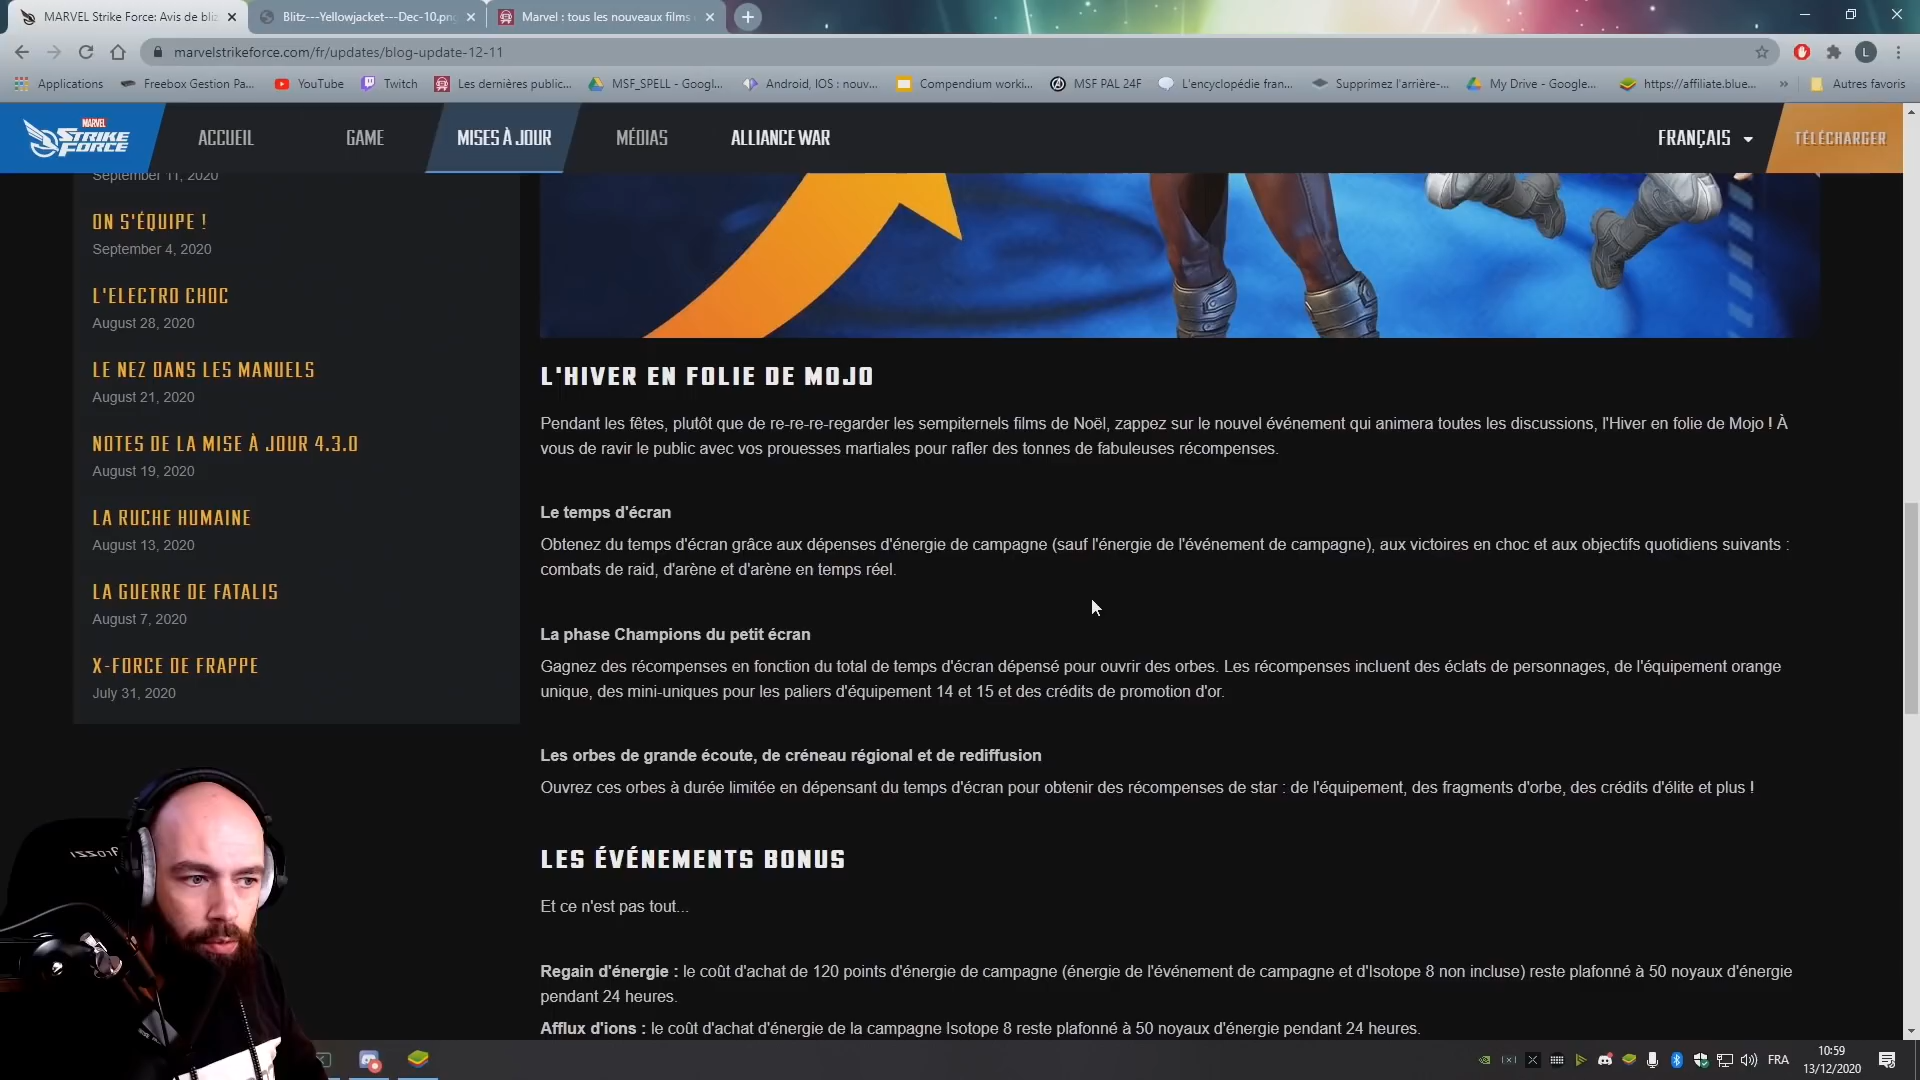 MARVEL Strike Force: Avis de bli
Blitz---Yellowjacket---Dec-10.pn
Marvel : tous les nouveaux films
marvelstrikeforce.com/fr/updates/blog-update-12-11
L
Applications
Freebox Gestion Pa...
YouTube
Twitch
Les dernières public...
MSF_SPELL - Googl...
Android, IOS : nouv...
Compendium worki...
MSF PAL 24F
L'encyclopédie fran...
Supprimez l'arrière-...
My Drive - Google...
https://affiliate.blue...
Autres favoris
MARVEL
STRIKE
FORCE
ACCUEIL
GAME
MISES À JOUR
MÉDIAS
ALLIANCE WAR
FRANÇAIS
TÉLÉCHARGER
September 11, 2020
ON S'ÉQUIPE !
September 4, 2020
L'ELECTRO CHOC
August 28, 2020
LE NEZ DANS LES MANUELS
August 21, 2020
NOTES DE LA MISE À JOUR 4.3.0
August 19, 2020
LA RUCHE HUMAINE
August 13, 2020
LA GUERRE DE FATALIS
August 7, 2020
X-FORCE DE FRAPPE
July 31, 2020
L'HIVER EN FOLIE DE MOJO
Pendant les fêtes, plutôt que de re-re-re-regarder les sempiternels films de Noël, zappez sur le nouvel événement qui animera toutes les discussions, l'Hiver en folie de Mojo ! À
vous de ravir le public avec vos prouesses martiales pour rafler des tonnes de fabuleuses récompenses.
Le temps d'écran
Obtenez du temps d'écran grâce aux dépenses d'énergie de campagne (sauf l'énergie de l'événement de campagne), aux victoires en choc et aux objectifs quotidiens suivants :
combats de raid, d'arène et d'arène en temps réel.
La phase Champions du petit écran
Gagnez des récompenses en fonction du total de temps d'écran dépensé pour ouvrir des orbes. Les récompenses incluent des éclats de personnages, de l'équipement orange
unique, des mini-uniques pour les paliers d'équipement 14 et 15 et des crédits de promotion d'or.
Les orbes de grande écoute, de créneau régional et de rediffusion
Ouvrez ces orbes à durée limitée en dépensant du temps d'écran pour obtenir des récompenses de star : de l'équipement, des fragments d'orbe, des crédits d'élite et plus !
LES ÉVÉNEMENTS BONUS
Et ce n'est pas tout...
Regain d'énergie : le coût d'achat de 120 points d'énergie de campagne (énergie de l'événement de campagne et d'Isotope 8 non incluse) reste plafonné à 50 noyaux d'énergie
pendant 24 heures.
Afflux d'ions : le coût d'achat d'énergie de la campagne Isotope 8 reste plafonné à 50 noyaux d'énergie pendant 24 heures.
FRA
10:59
13/12/2020